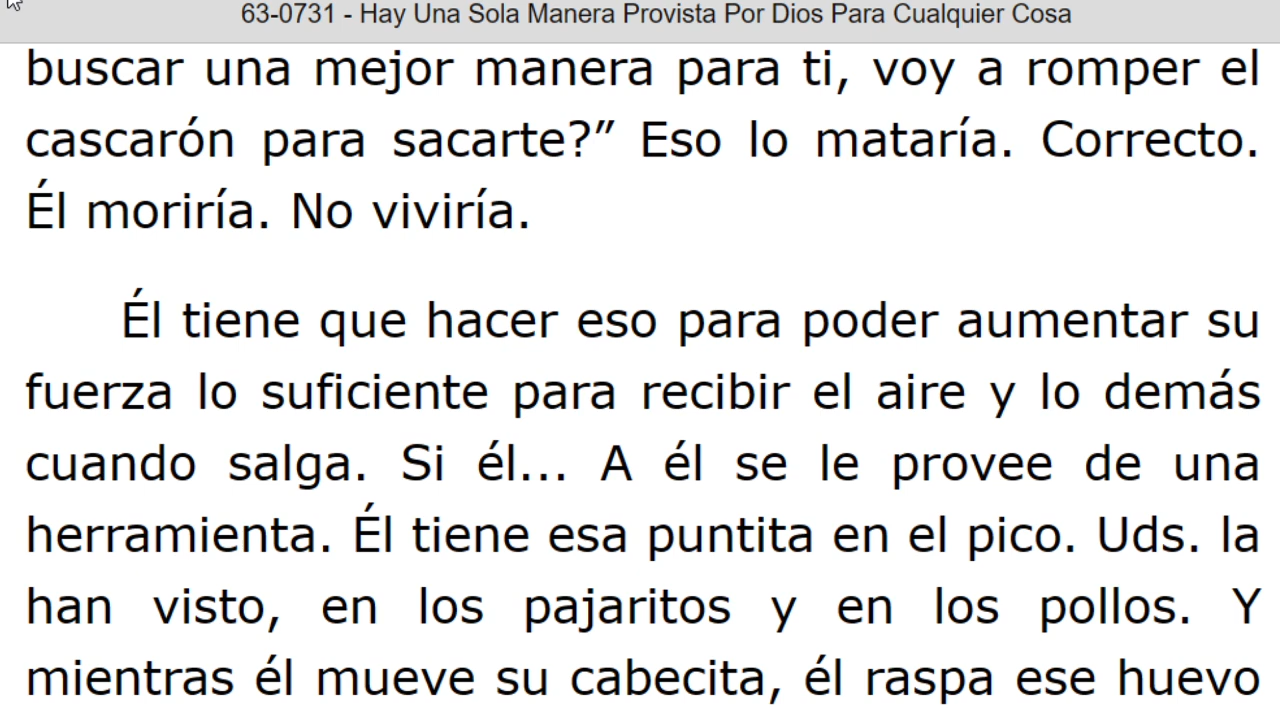 63-0731 - Hay Una Sola Manera Provista Por Dios Para Cualquier Cosa
buscar una mejor manera para ti, voy a romper el
cascarón para sacarte?” Eso lo mataría. Correcto.
Él moriría. No viviría.
Él tiene que hacer eso para poder aumentar su
fuerza lo suficiente para recibir el aire y lo demás
cuando salga. Si él... A él se le provee de una
herramienta. Él tiene esa puntita en el pico. Uds. la
han visto, en los pajaritos y en los pollos. Y
mientras él mueve su cabecita, él raspa ese huevo